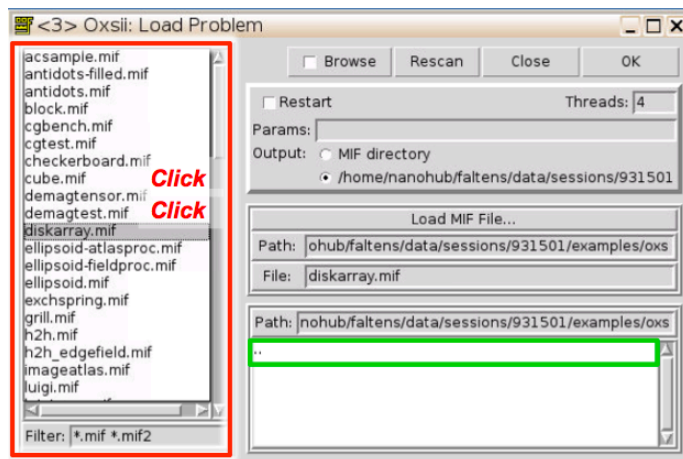 <3> Oxsii: Load Problem
acsample.mif
antidots-filled.mif
antidots.mif
block.mif
cgbench.mif
cgtest.mif
checkerboard.mif
cube.mif
Click
demagtensor.mif
demagtest.mif
Click
diskarray.mif
ellipsoid-atlasproc.mif
ellipsoid-fieldproc.mif
ellipsoid.mif
exchspring.mif
grill.mif
h2h.mif
h2h_edgefield.mif
imageatlas.mif
luigi.mif
Filter: *.mif *.mif2
Browse Rescan Close OK
Restart Threads: 4
Params:
Output: MIF directory
/home/nanohub/faltens/data/sessions/931501
Load MIF File...
Path: ohub/faltens/data/sessions/931501/examples/oxs
File: diskarray.mif
Path: nohub/faltens/data/sessions/931501/examples/oxs
..